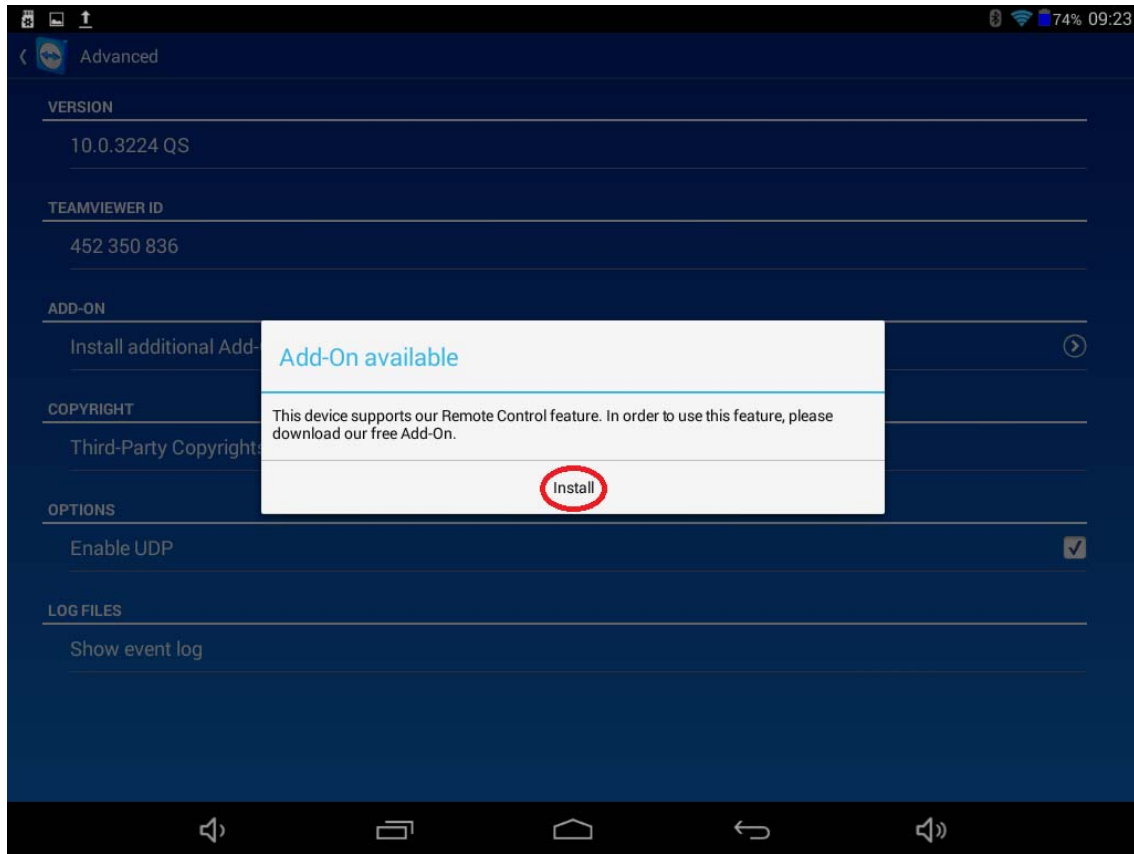 74% 09:23
Advanced
VERSION
10.0.3224 QS
TEAMVIEWER ID
452 350 836
ADD-ON
Install additional Add-
Add-On available
This device supports our Remote Control feature. In order to use this feature, please
download our free Add-On.
Install
COPYRIGHT
Third-Party Copyrights
OPTIONS
Enable UDP
LOG FILES
Show event log